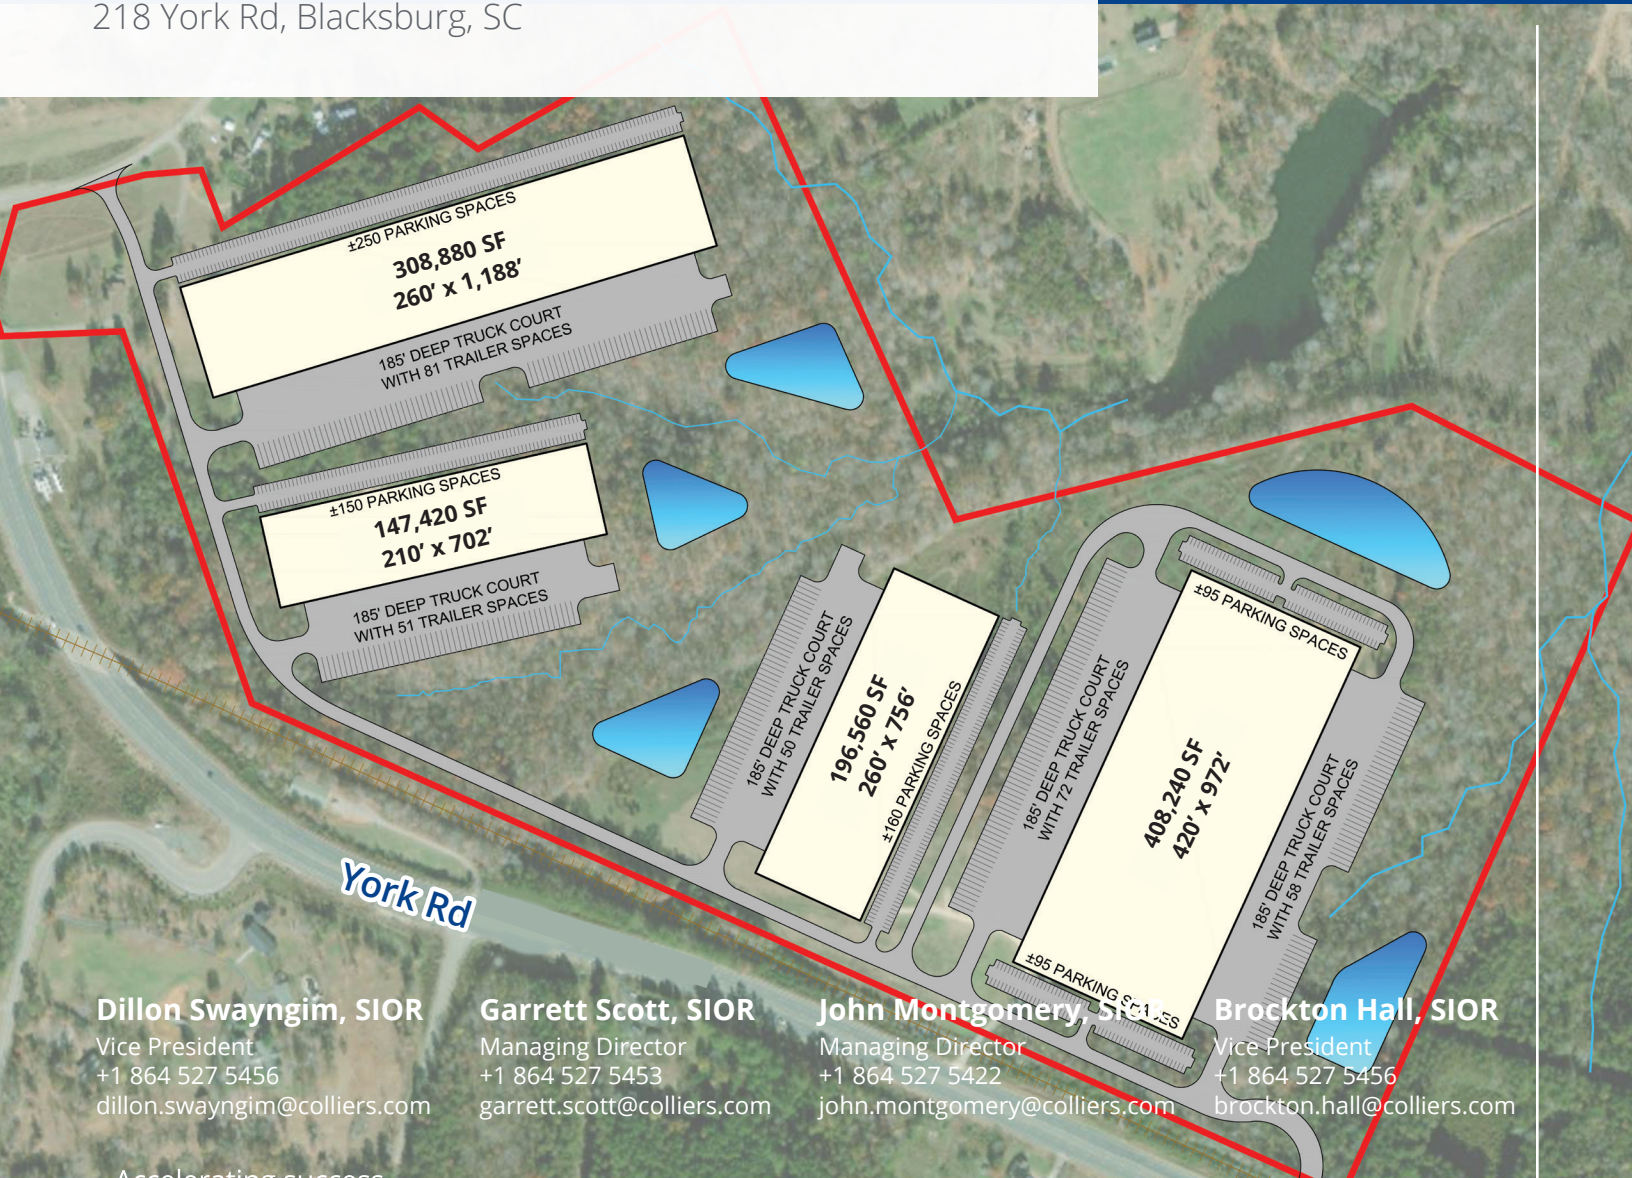 218 York Rd, Blacksburg, SC
±250 PARKING SPACES
308,880 SF
260' x 1,188'
185' DEEP TRUCK COURT
WITH 81 TRAILER SPACES
±150 PARKING SPACES
147,420 SF
210' x 702'
185' DEEP TRUCK COURT
WITH 51 TRAILER SPACES
185' DEEP TRUCK COURT
WITH 50 TRAILER SPACES
196,560 SF
260' x 756'
±160 PARKING SPACES
±95 PARKING SPACES
185' DEEP TRUCK COURT
WITH 72 TRAILER SPACES
408,240 SF
420' x 972'
185' DEEP TRUCK COURT
WITH 58 TRAILER SPACES
±95 PARKING SPACES
York Rd
Dillon Swayngim, SIOR
Vice President
+1 864 527 5456
dillon.swayngim@colliers.com
Garrett Scott, SIOR
Managing Director
+1 864 527 5453
garrett.scott@colliers.com
John Montgomery, SIOR
Managing Director
+1 864 527 5422
john.montgomery@colliers.com
Brockton Hall, SIOR
Vice President
+1 864 527 5456
brockton.hall@colliers.com
Accelerating success